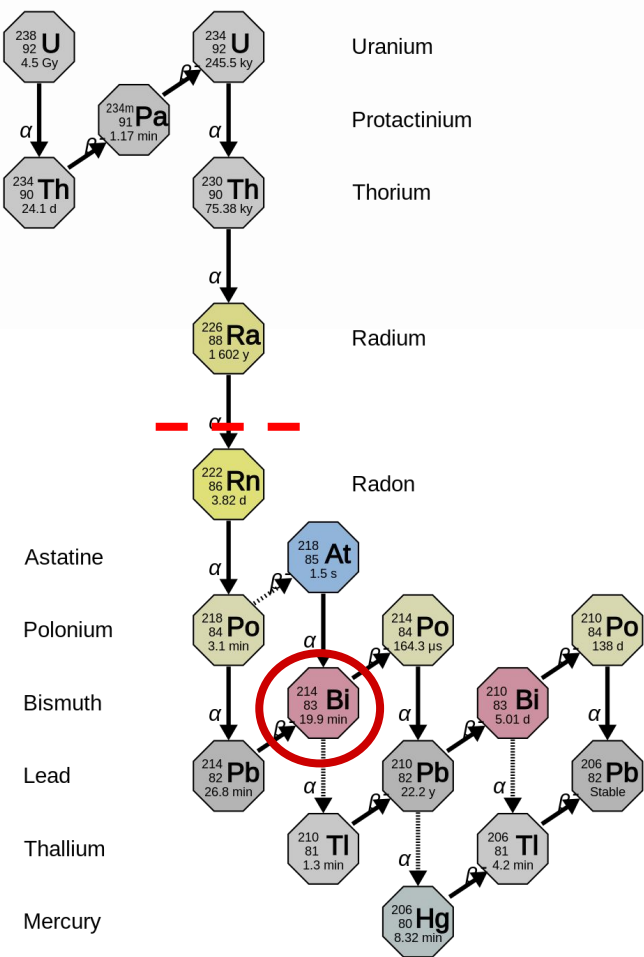 238
92 U
4.5 Gy
234
92 U
245.5 ky
Uranium
β-
234m
91 Pa
1.17 min
Protactinium
α
β-
α
234
90 Th
24.1 d
230
90 Th
75.38 ky
Thorium
α
226
88 Ra
1 602 y
Radium
α
222
86 Rn
3.82 d
Radon
Astatine
218
85 At
1.5 s
α
β-
Polonium
218
84 Po
3.1 min
214
84 Po
164.3 µs
210
84 Po
138 d
α
β-
β-
Bismuth
214
83 Bi
19.9 min
210
83 Bi
5.01 d
α
β-
α
β-
α
Lead
214
82 Pb
26.8 min
210
82 Pb
22.2 y
206
82 Pb
Stable
α
β-
α
β-
Thallium
210
81 Tl
1.3 min
206
81 Tl
4.2 min
α
β-
Mercury
206
80 Hg
8.32 min